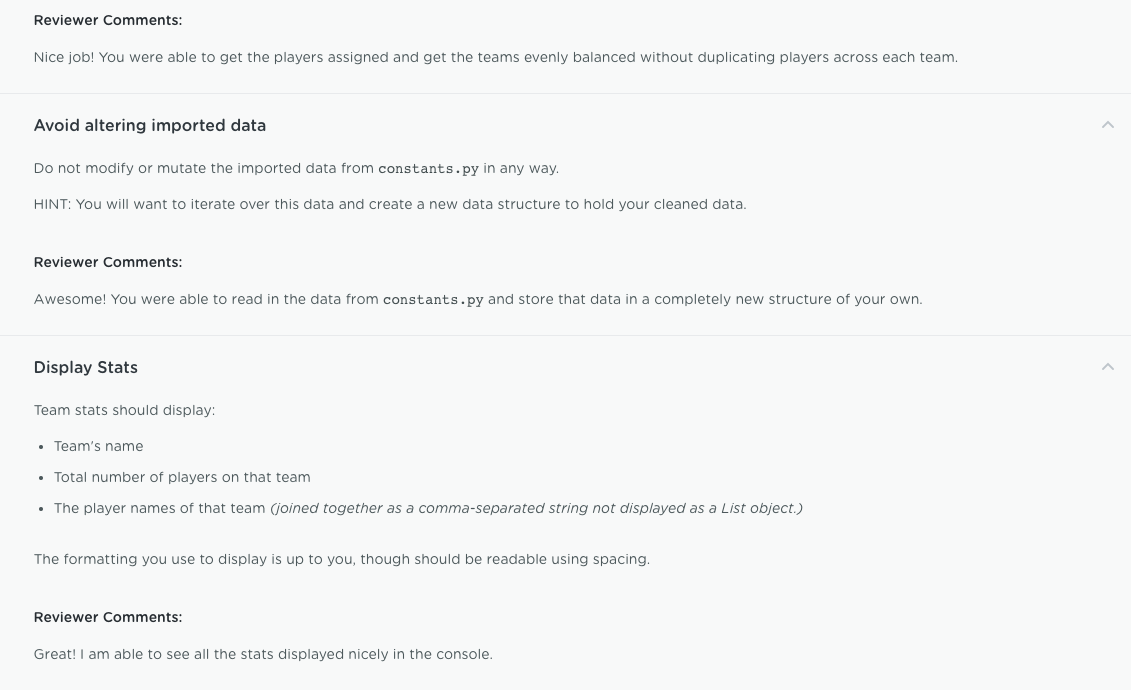 Reviewer Comments:
Nice job! You were able to get the players assigned and get the teams evenly balanced without duplicating players across each team.
Avoid altering imported data
Do not modify or mutate the imported data from constants.py in any way.
HINT: You will want to iterate over this data and create a new data structure to hold your cleaned data.
Reviewer Comments:
Awesome! You were able to read in the data from constants.py and store that data in a completely new structure of your own.
Display Stats
Team stats should display:
• Team's name
• Total number of players on that team
• The player names of that team (joined together as a comma-separated string not displayed as a List object.)
The formatting you use to display is up to you, though should be readable using spacing.
Reviewer Comments:
Great! I am able to see all the stats displayed nicely in the console.